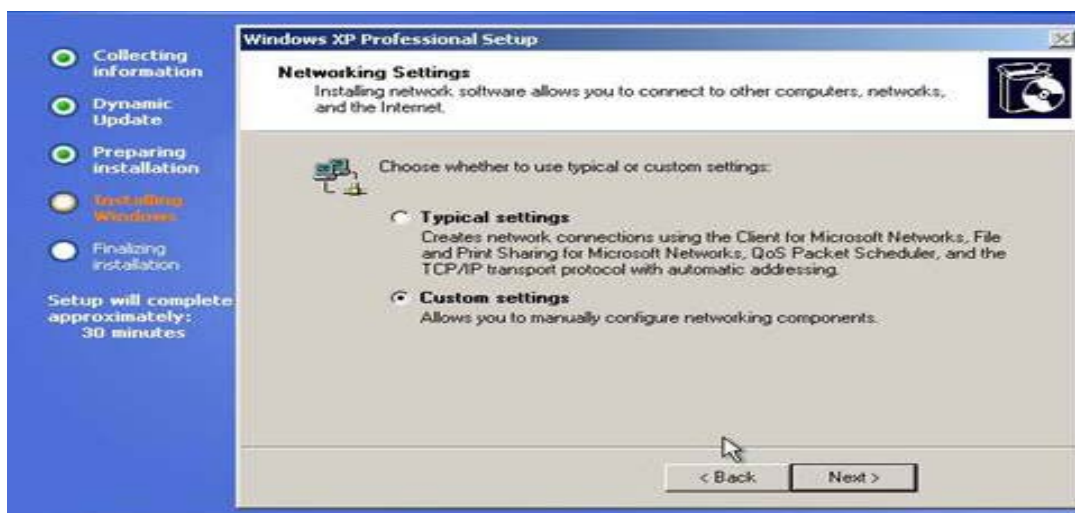 Collecting
information
Dynamic
Update
Preparing
installation
Installing
Windows
Finalizing
installation
Setup will complete
approximately:
30 minutes
Windows XP Professional Setup
Networking Settings
Installing network software allows you to connect to other computers, networks,
and the Internet.
Choose whether to use typical or custom settings:
Typical settings
Creates network connections using the Client for Microsoft Networks, File
and Print Sharing for Microsoft Networks, QoS Packet Scheduler, and the
TCP/IP transport protocol with automatic addressing.
Custom settings
Allows you to manually configure networking components.
< Back
Next >